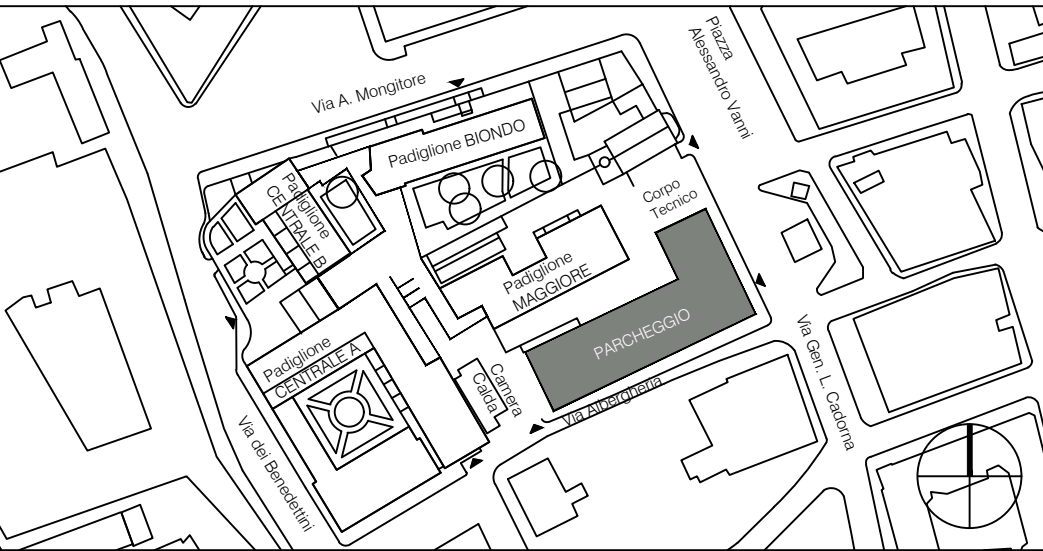 Piazza
Alessandro Vanni
Via A. Mongitore
Padiglione BIONDO
Padiglione
CENTRALE B
Corpo
Tecnico
Padiglione
MAGGIORE
PARCHEGGIO
Padiglione
CENTRALE A
Camera
Calda
Via Albergheria
Via Gen. L. Cadorna
Via dei Benedettini